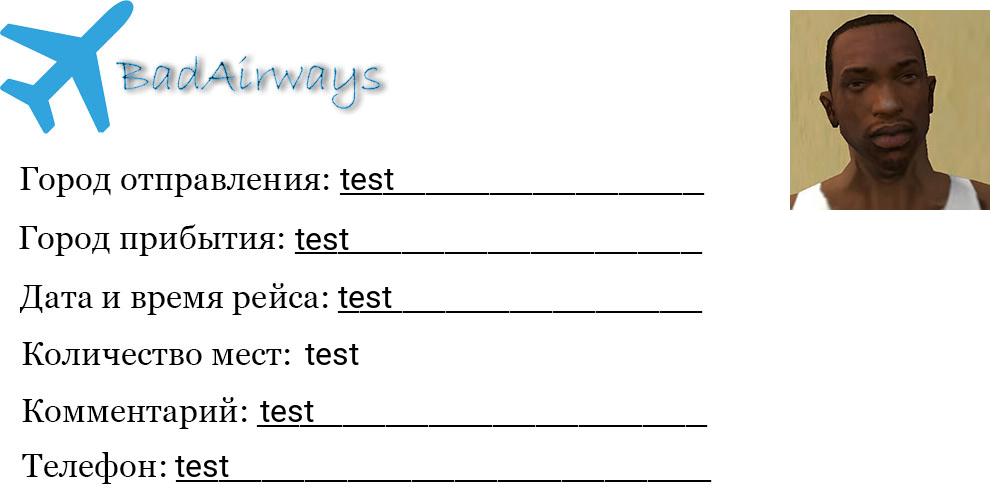 BadAirways
Город отправления: test
Город прибытия: test
Дата и время рейса: test
Количество мест: test
Комментарий: test
Телефон: test